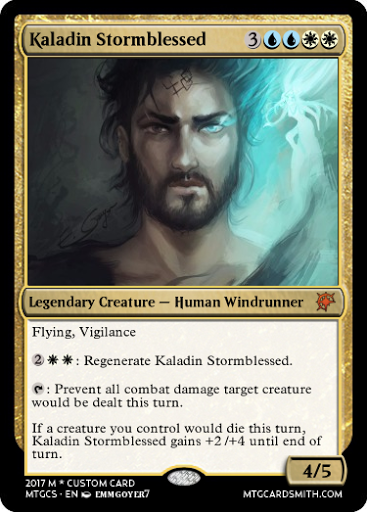 Kaladin Stormblessed 3
Legendary Creature — Human Windrunner
Flying, Vigilance
2 : Regenerate Kaladin Stormblessed.
: Prevent all combat damage target creature
would be dealt this turn.
If a creature you control would die this turn,
Kaladin Stormblessed gains +2/+4 until end of
turn.
4/5
2017 M * CUSTOM CARD
MTGCS · EN EMMGOYER7
MTGCARDSMITH.COM